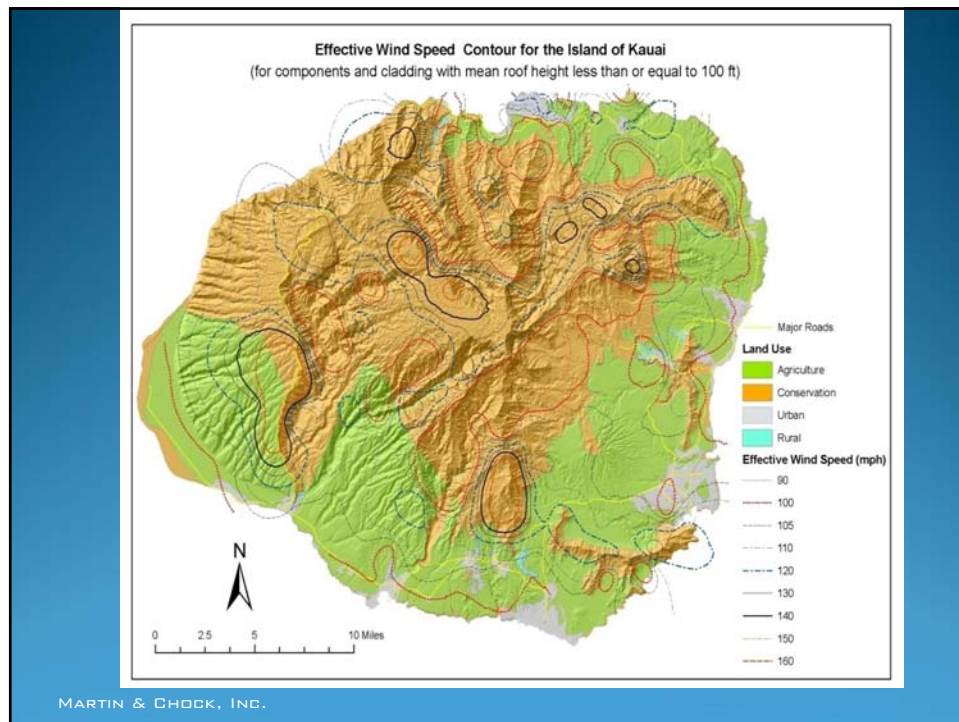 Effective Wind Speed Contour for the Island of Kauai
(for components and cladding with mean roof height less than or equal to 100 ft)
Major Roads
Land Use
Agriculture
Conservation
Urban
Rural
Effective Wind Speed (mph)
90
100
105
110
120
130
140
150
160
N
0 2.5 5 10 Miles
MARTIN & CHOCK, INC.